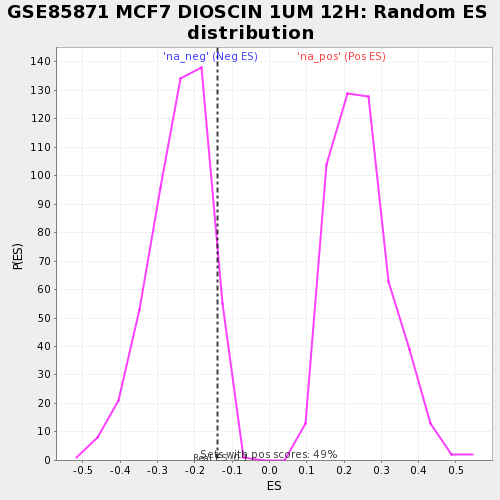 GSE85871 MCF7 DIOSCIN 1UM 12H: Random ES
distribution
'na_neg' (Neg ES)
'na_pos' (Pos ES)
140
130
120
110
100
90
80
70
60
50
40
30
20
10
0
P(ES)
Sets with pos scores: 49%
Real ES
-0.5 -0.4 -0.3 -0.2 -0.1 0.0 0.1 0.2 0.3 0.4 0.5
ES